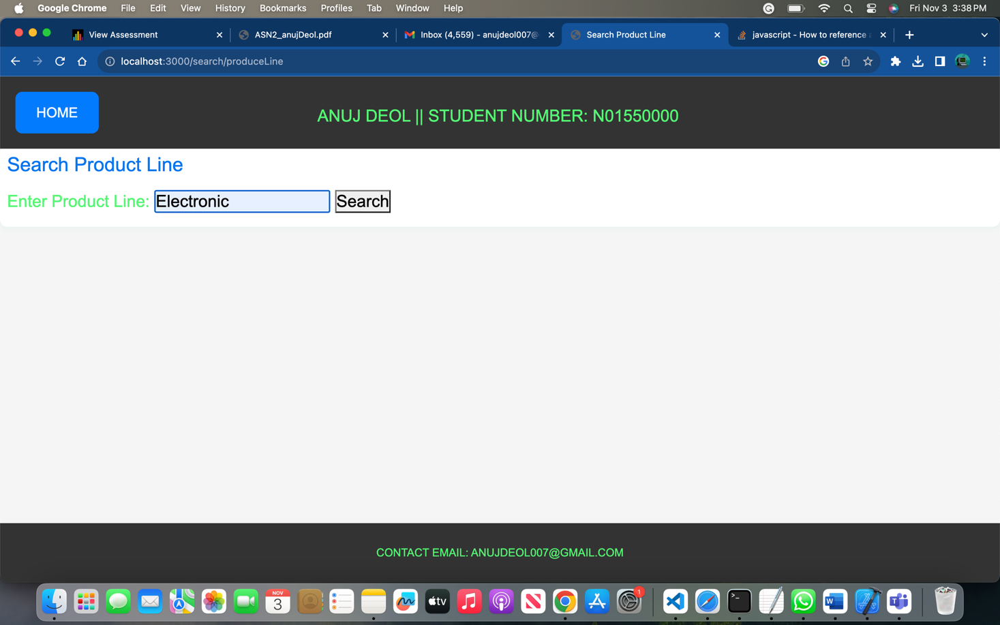 Google Chrome File Edit View History Bookmarks Profiles Tab Window Help Fri Nov 3 3:38 PM
View Assessment ASN2_anujDeol.pdf Inbox (4,559) - anujdeol007@ Search Product Line javascript - How to reference
localhost:3000/search/produceLine
HOME
ANUJ DEOL || STUDENT NUMBER: N01550000
Search Product Line
Enter Product Line: Electronic Search
CONTACT EMAIL: ANUJDEOL007@GMAIL.COM
NOV
3
tv
1